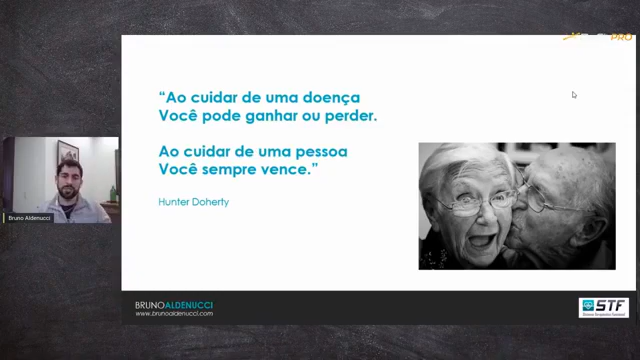 “Ao cuidar de uma doença
Você pode ganhar ou perder.
Ao cuidar de uma pessoa
Você sempre vence.”
Hunter Doherty
Bruno Aldenucci
BRUNOALDENUCCI
www.brunoaldenucci.com
STF
PRO